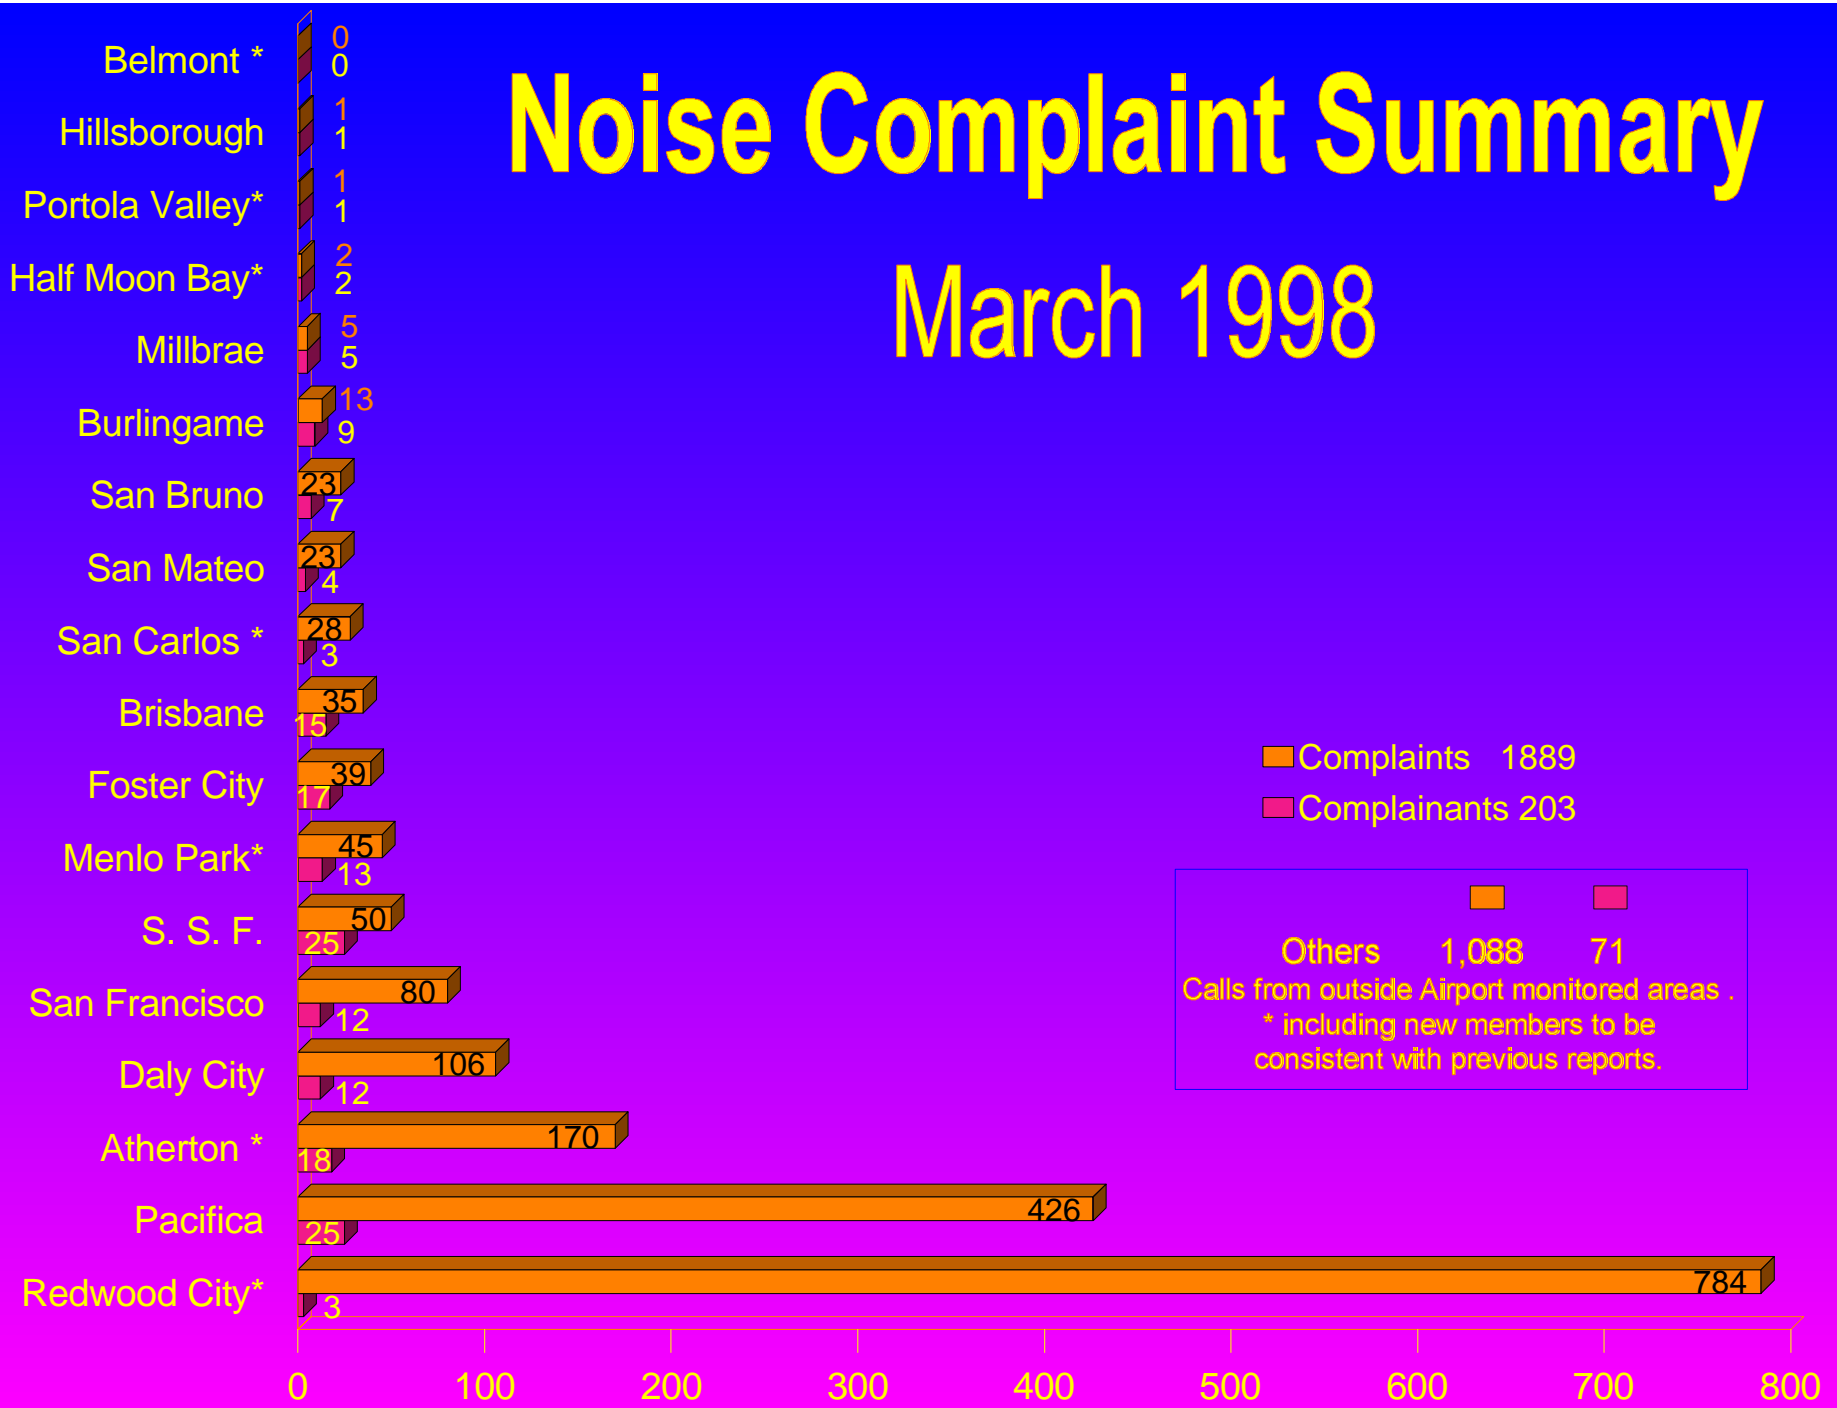 Noise Complaint Summary
March 1998
Belmont * 0 0
Hillsborough 1 1
Portola Valley* 1 1
Half Moon Bay* 2 2
Millbrae 5 5
Burlingame 13 9
San Bruno 23 7
San Mateo 23 4
San Carlos * 28 3
Brisbane 35 15
Foster City 39 17
Menlo Park* 45 13
S. S. F. 50 25
San Francisco 80 12
Daly City 106 12
Atherton * 170 18
Pacifica 426 25
Redwood City* 784 3
0 100 200 300 400 500 600 700 800
Complaints 1889
Complainants 203
Others 1,088 71
Calls from outside Airport monitored areas .
* including new members to be
consistent with previous reports.